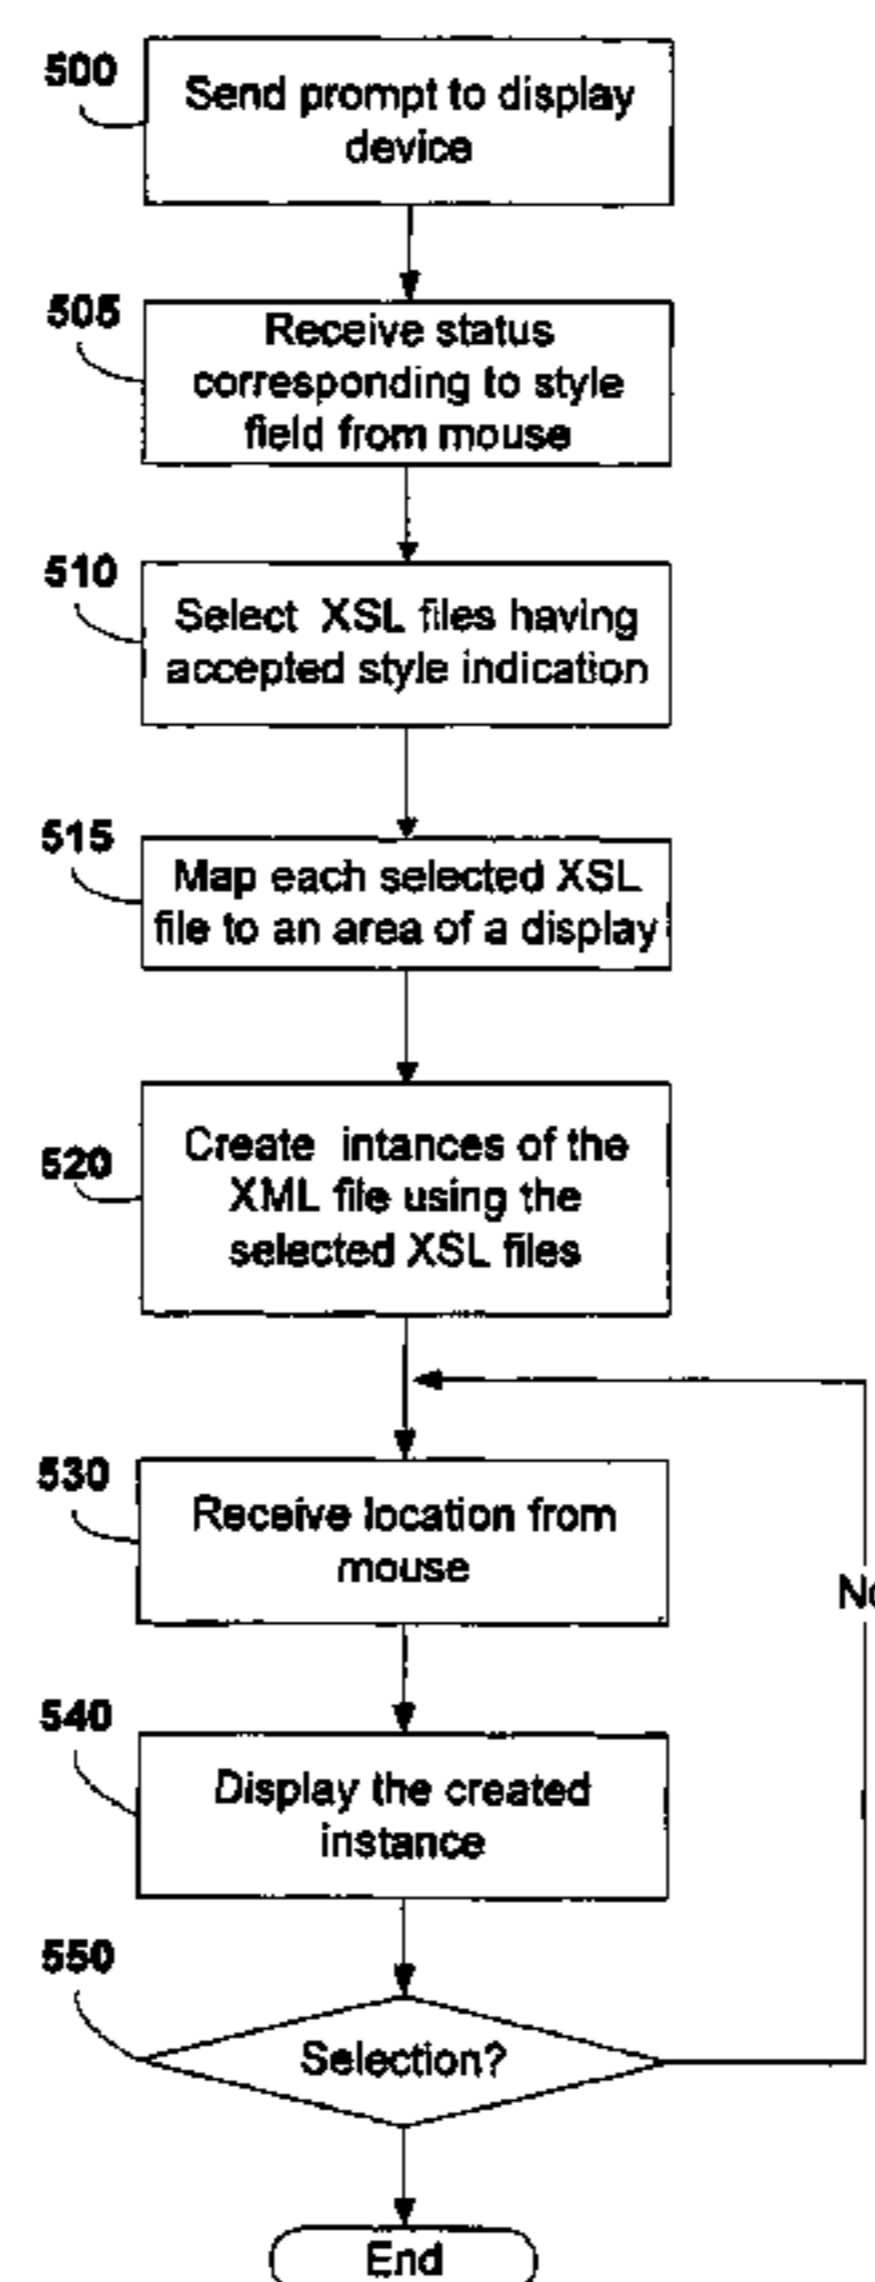 500
Send prompt to display
device
505
Receive status
corresponding to style
field from mouse
510
Select XSL files having
accepted style indication
515
Map each selected XSL
file to an area of a display
520
Create intances of the
XML file using the
selected XSL files
530
Receive location from
mouse
No
540
Display the created
instance
550
Selection?
End